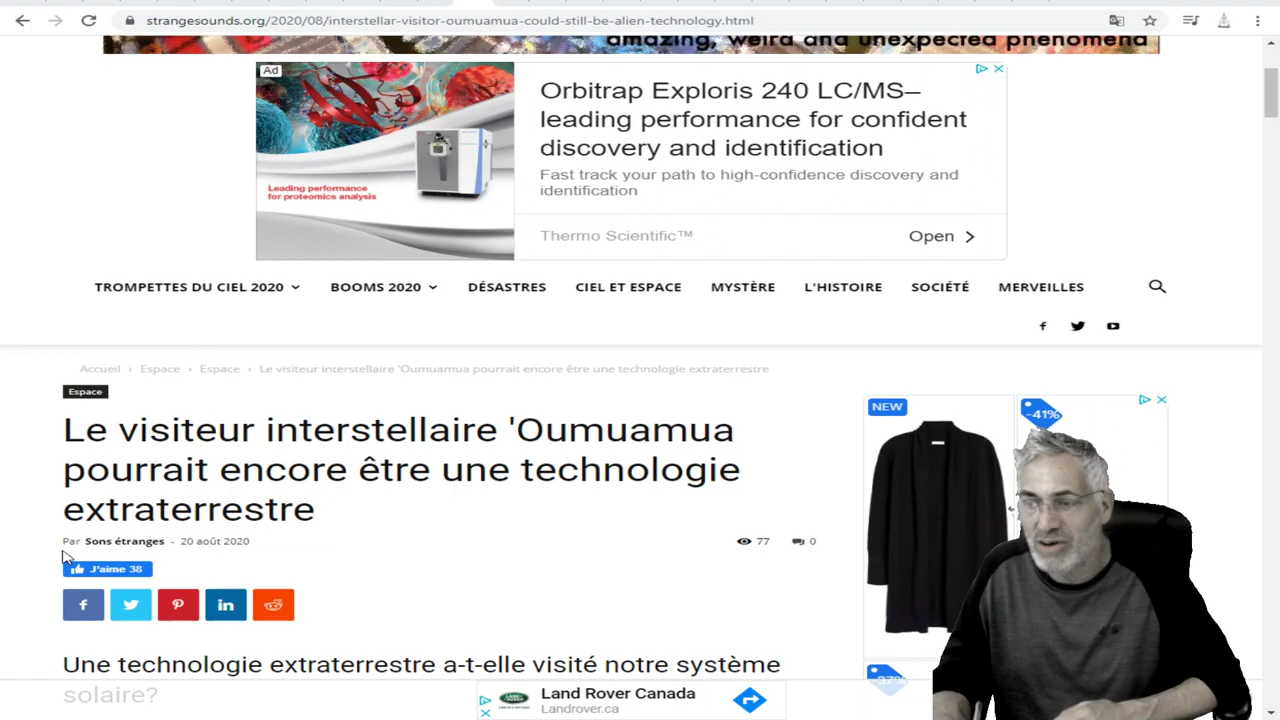 strangesounds.org/2020/08/interstellar-visitor-oumuamua-could-still-be-alien-technology.html
amazing, weird and unexpected phenomena
Ad
Orbitrap Exploris 240 LC/MS–
leading performance for confident
discovery and identification
Fast track your path to high-confidence discovery and
identification
Leading performance
for proteomics analysis
Thermo Scientific™
Open
TROMPETTES DU CIEL 2020
BOOMS 2020
DÉSASTRES
CIEL ET ESPACE
MYSTÈRE
L'HISTOIRE
SOCIÉTÉ
MERVEILLES
Accueil › Espace › Espace › Le visiteur interstellaire 'Oumuamua pourrait encore être une technologie extraterrestre
Espace
Le visiteur interstellaire 'Oumuamua
pourrait encore être une technologie
extraterrestre
Par Sons étranges - 20 août 2020
77
0
J'aime 38
NEW
-41%
Une technologie extraterrestre a-t-elle visité notre système
solaire?
-37%
Land Rover Canada
Landrover.ca